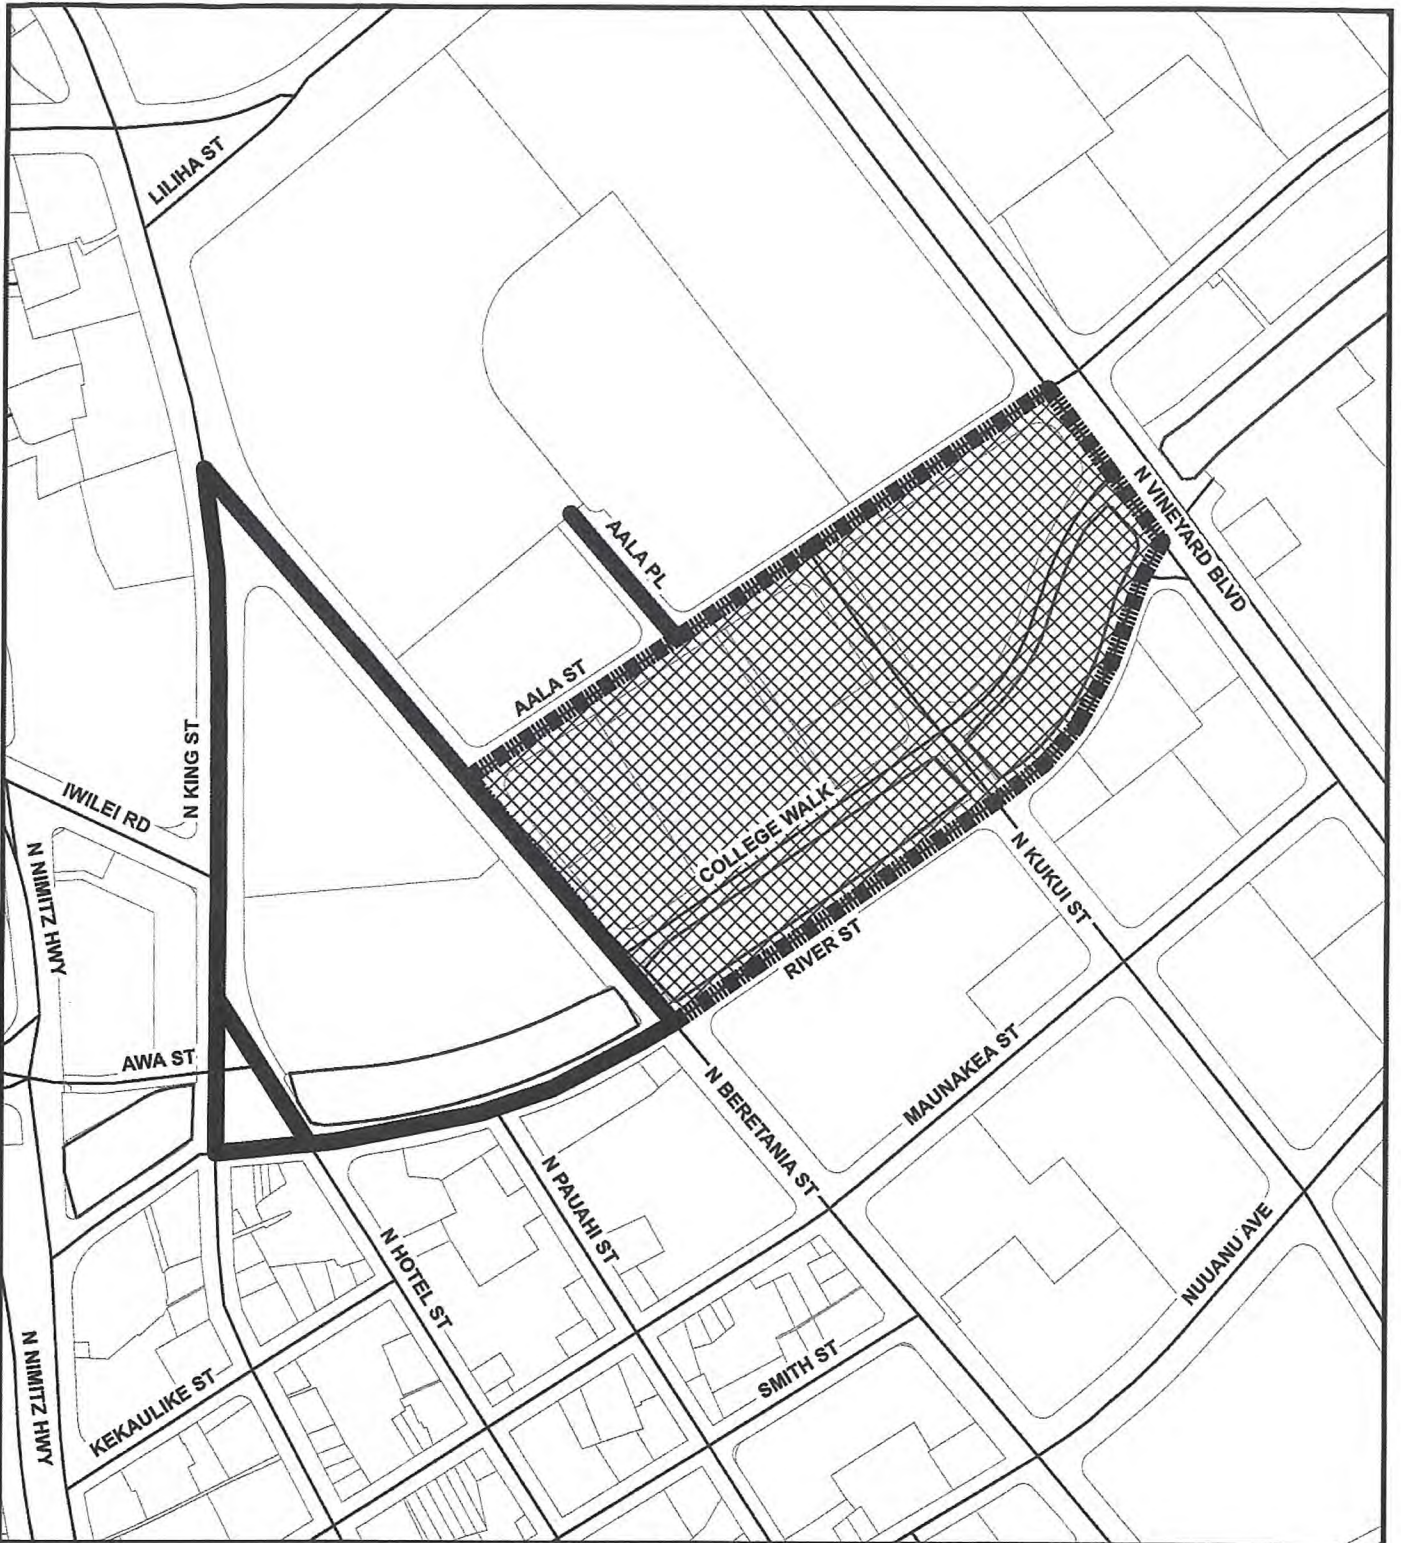 LILIHA ST
N VINEYARD BLVD
AALA PL
AALA ST
N KING ST
IWILEI RD
COLLEGE WALK
N NIMITZ HWY
N KUKUI ST
RIVER ST
AWA ST
MAUNAKEA ST
N BERETANIA ST
N PAUAHI ST
NUUANU AVE
N HOTEL ST
SMITH ST
N NIMITZ HWY
KEKAULIKE ST